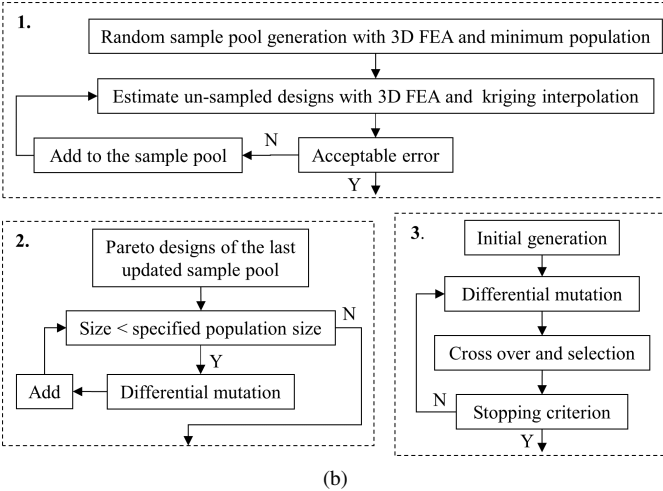 1.
Random sample pool generation with 3D FEA and minimum population
Estimate un-sampled designs with 3D FEA and kriging interpolation
Add to the sample pool
N
Acceptable error
Y
2.
Pareto designs of the last
updated sample pool
Size < specified population size
N
Y
Add
Differential mutation
3.
Initial generation
Differential mutation
Cross over and selection
N
Stopping criterion
Y
(b)